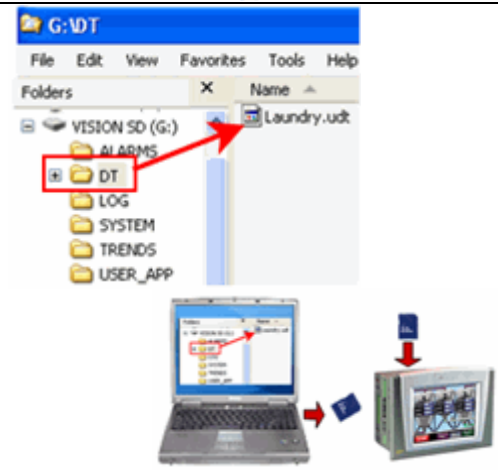 G:\DT
File Edit View Favorites Tools Help
Folders X Name
VISION SD (G:)
ALARMS
DT
LOG
SYSTEM
TRENDS
USER_APP
Laundry.udt